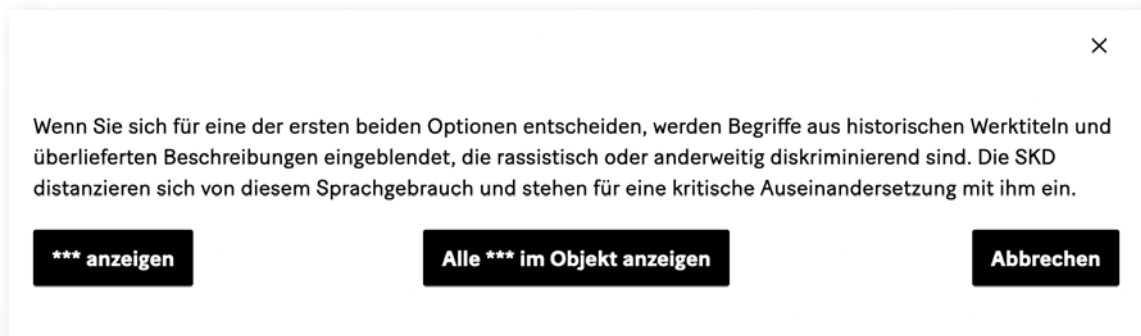 Wenn Sie sich für eine der ersten beiden Optionen entscheiden, werden Begriffe aus historischen Werktiteln und
überlieferten Beschreibungen eingeblendet, die rassistisch oder anderweitig diskriminierend sind. Die SKD
distanzieren sich von diesem Sprachgebrauch und stehen für eine kritische Auseinandersetzung mit ihm ein.
*** anzeigen
Alle *** im Objekt anzeigen
Abbrechen